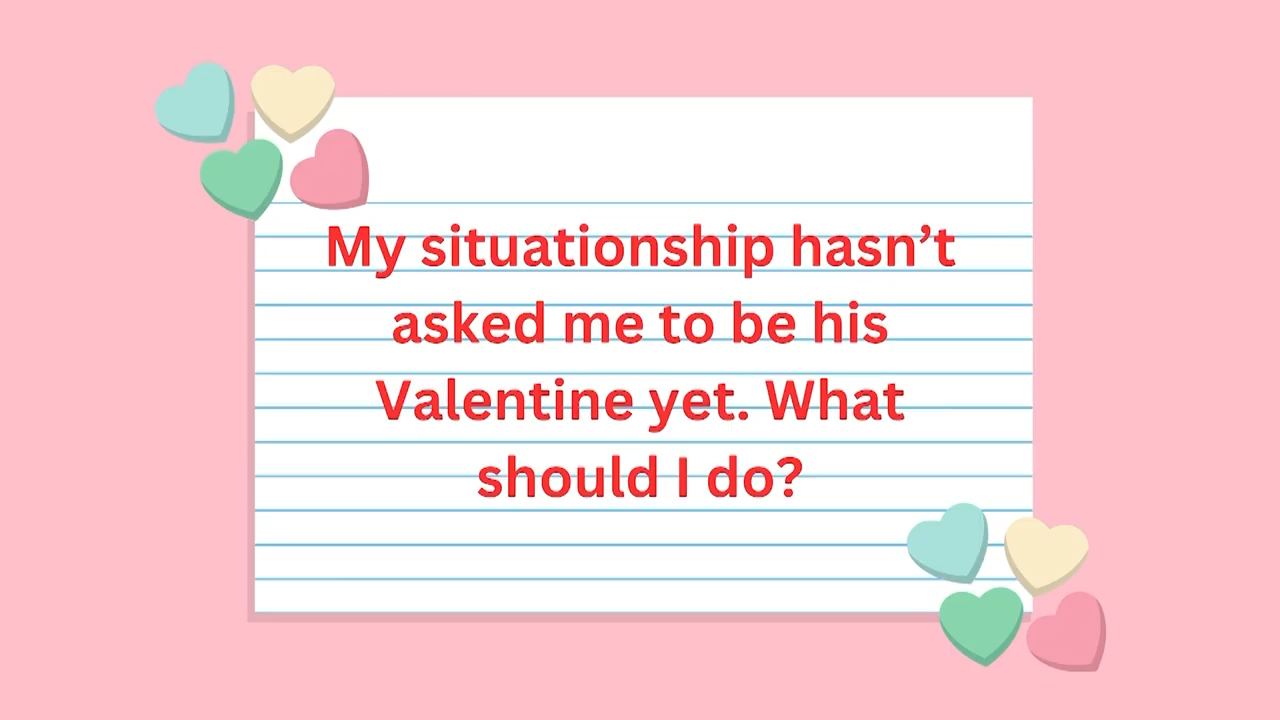 My situationship hasn’t
asked me to be his
Valentine yet. What
should I do?